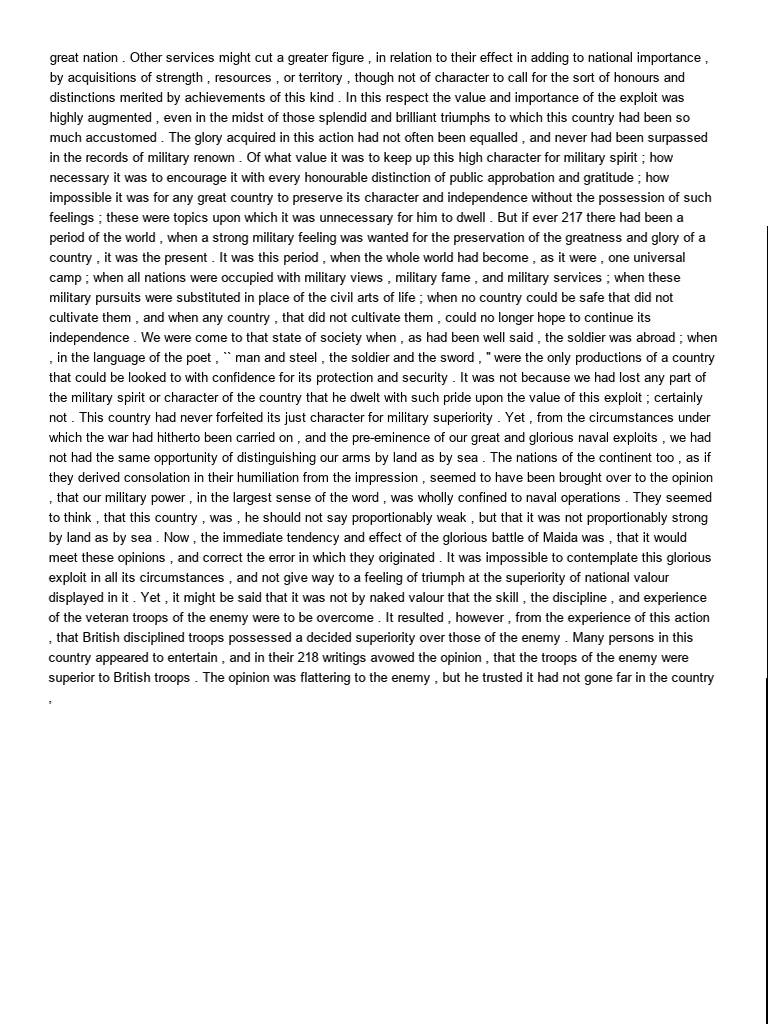 great nation . Other services might cut a greater figure , in relation to their effect in adding to national importance ,
by acquisitions of strength , resources , or territory , though not of character to call for the sort of honours and
distinctions merited by achievements of this kind . In this respect the value and importance of the exploit was
highly augmented , even in the midst of those splendid and brilliant triumphs to which this country had been so
much accustomed . The glory acquired in this action had not often been equalled , and never had been surpassed
in the records of military renown . Of what value it was to keep up this high character for military spirit ; how
necessary it was to encourage it with every honourable distinction of public approbation and gratitude ; how
impossible it was for any great country to preserve its character and independence without the possession of such
feelings ; these were topics upon which it was unnecessary for him to dwell . But if ever 217 there had been a
period of the world , when a strong military feeling was wanted for the preservation of the greatness and glory of a
country , it was the present . It was this period , when the whole world had become , as it were , one universal
camp ; when all nations were occupied with military views , military fame , and military services ; when these
military pursuits were substituted in place of the civil arts of life ; when no country could be safe that did not
cultivate them , and when any country , that did not cultivate them , could no longer hope to continue its
independence . We were come to that state of society when , as had been well said , the soldier was abroad ; when
, in the language of the poet , `` man and steel , the soldier and the sword , '' were the only productions of a country
that could be looked to with confidence for its protection and security . It was not because we had lost any part of
the military spirit or character of the country that he dwelt with such pride upon the value of this exploit ; certainly
not . This country had never forfeited its just character for military superiority . Yet , from the circumstances under
which the war had hitherto been carried on , and the pre-eminence of our great and glorious naval exploits , we had
not had the same opportunity of distinguishing our arms by land as by sea . The nations of the continent too , as if
they derived consolation in their humiliation from the impression , seemed to have been brought over to the opinion
, that our military power , in the largest sense of the word , was wholly confined to naval operations . They seemed
to think , that this country , was , he should not say proportionably weak , but that it was not proportionably strong
by land as by sea . Now , the immediate tendency and effect of the glorious battle of Maida was , that it would
meet these opinions , and correct the error in which they originated . It was impossible to contemplate this glorious
exploit in all its circumstances , and not give way to a feeling of triumph at the superiority of national valour
displayed in it . Yet , it might be said that it was not by naked valour that the skill , the discipline , and experience
of the veteran troops of the enemy were to be overcome . It resulted , however , from the experience of this action
, that British disciplined troops possessed a decided superiority over those of the enemy . Many persons in this
country appeared to entertain , and in their 218 writings avowed the opinion , that the troops of the enemy were
superior to British troops . The opinion was flattering to the enemy , but he trusted it had not gone far in the country
,